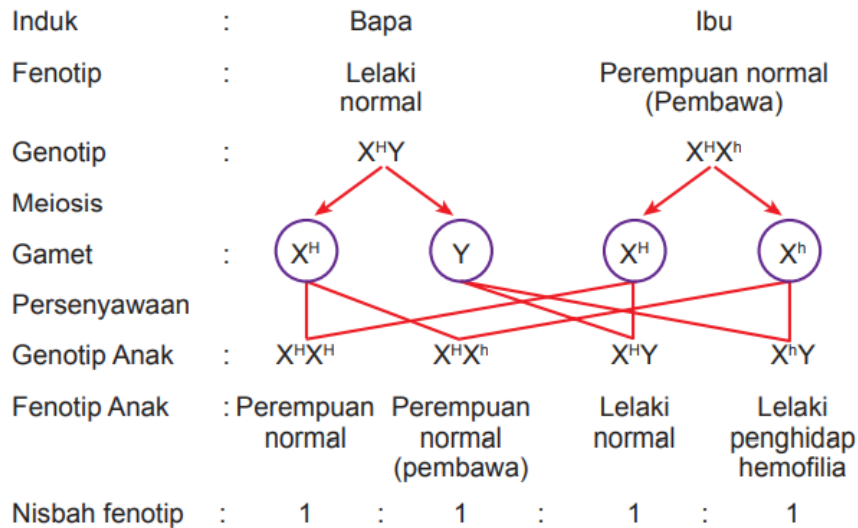 Induk : Bapa Ibu
Fenotip : Lelaki normal Perempuan normal (Pembawa)
Genotip : XᴴY XᴴXʰ
Meiosis
Gamet : Xᴴ Y Xᴴ Xʰ
Persenyawaan
Genotip Anak : XᴴXᴴ XᴴXʰ XᴴY XʰY
Fenotip Anak : Perempuan normal Perempuan normal (pembawa) Lelaki normal Lelaki penghidap hemofilia
Nisbah fenotip : 1 : 1 : 1 : 1